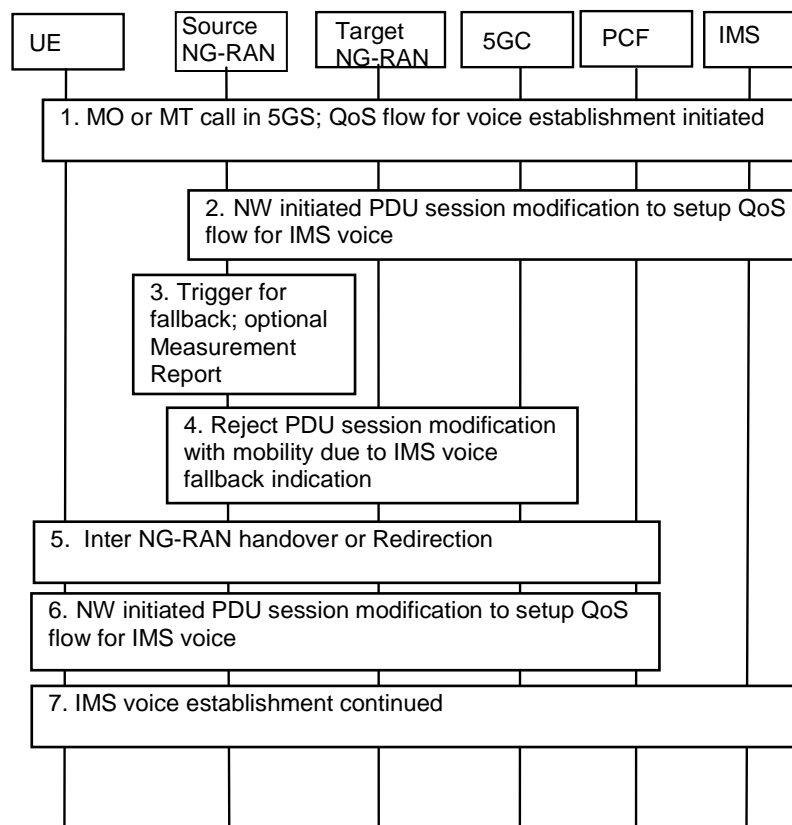 UE
Source
NG-RAN
Target
NG-RAN
5GC
PCF
IMS
1. MO or MT call in 5GS; QoS flow for voice establishment initiated
2. NW initiated PDU session modification to setup QoS
flow for IMS voice
3. Trigger for
fallback; optional
Measurement
Report
4. Reject PDU session modification
with mobility due to IMS voice
fallback indication
5. Inter NG-RAN handover or Redirection
6. NW initiated PDU session modification to setup QoS
flow for IMS voice
7. IMS voice establishment continued